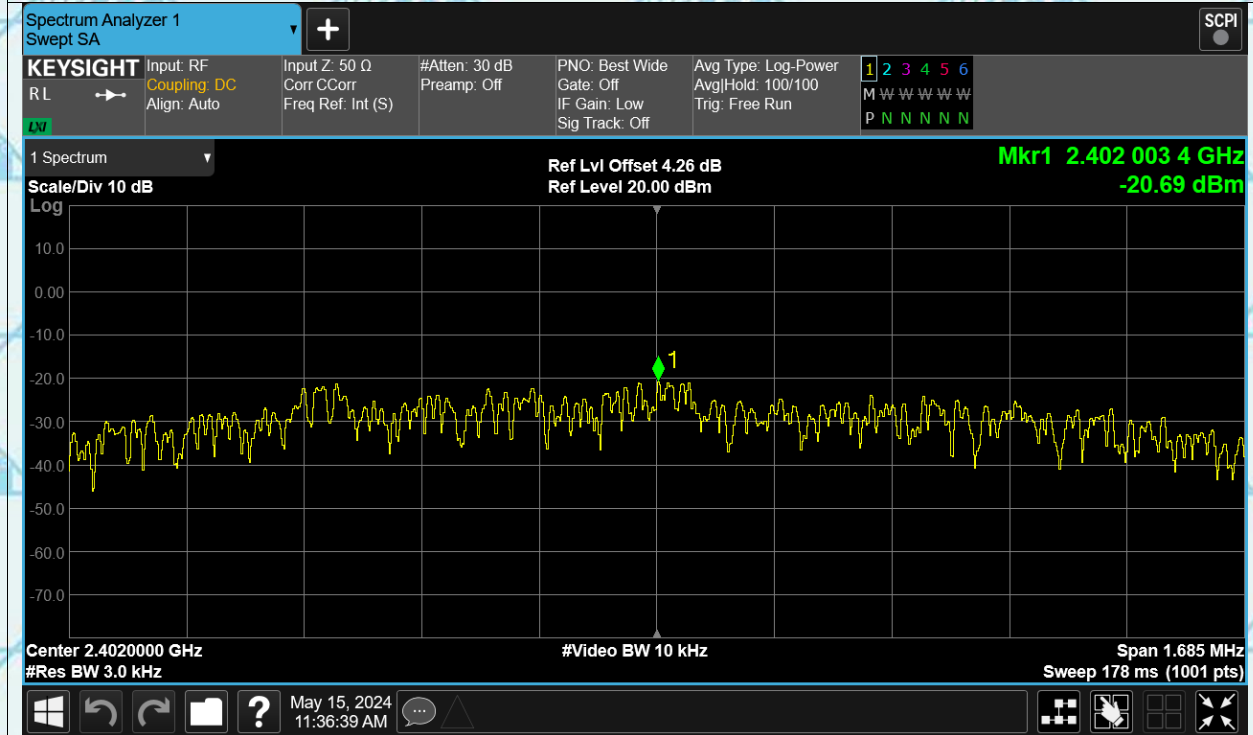 Spectrum Analyzer 1
Swept SA
+
SCPI
KEYSIGHT
RL
LXI
Input: RF
Coupling: DC
Align: Auto
Input Z: 50 Ω
Corr CCorr
Freq Ref: Int (S)
#Atten: 30 dB
Preamp: Off
PNO: Best Wide
Gate: Off
IF Gain: Low
Sig Track: Off
Avg Type: Log-Power
Avg|Hold: 100/100
Trig: Free Run
1 2 3 4 5 6
M W W W W W
P N N N N N
1 Spectrum
Scale/Div 10 dB
Log
Ref Lvl Offset 4.26 dB
Ref Level 20.00 dBm
Mkr1 2.402 003 4 GHz
-20.69 dBm
10.0
0.00
-10.0
-20.0
-30.0
-40.0
-50.0
-60.0
-70.0
1
Center 2.4020000 GHz
#Res BW 3.0 kHz
#Video BW 10 kHz
Span 1.685 MHz
Sweep 178 ms (1001 pts)
?
May 15, 2024
11:36:39 AM